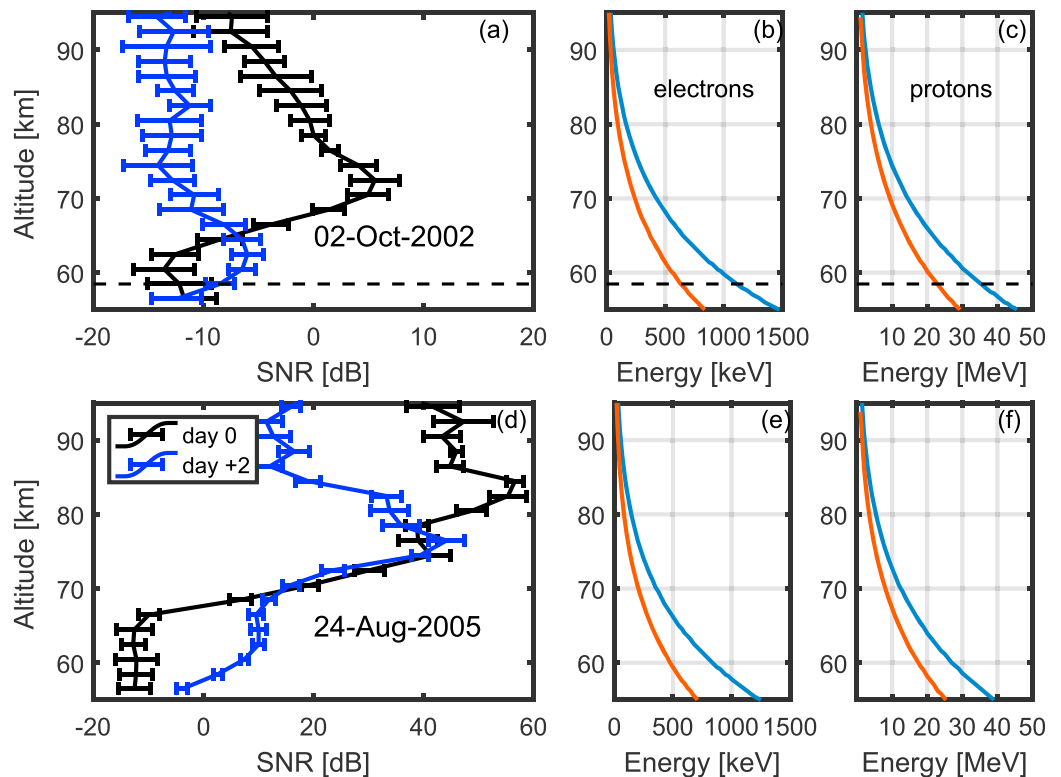 (a)
(b)
(c)
Altitude [km]
90
80
70
60
90
80
70
60
90
80
70
60
electrons
protons
02-Oct-2002
-20 -10 0 10 20
0 500 1000 1500
10 20 30 40 50
SNR [dB]
Energy [keV]
Energy [MeV]
(d)
(e)
(f)
day 0
day +2
Altitude [km]
90
80
70
60
90
80
70
60
90
80
70
60
24-Aug-2005
-20 0 20 40 60
0 500 1000 1500
10 20 30 40 50
SNR [dB]
Energy [keV]
Energy [MeV]